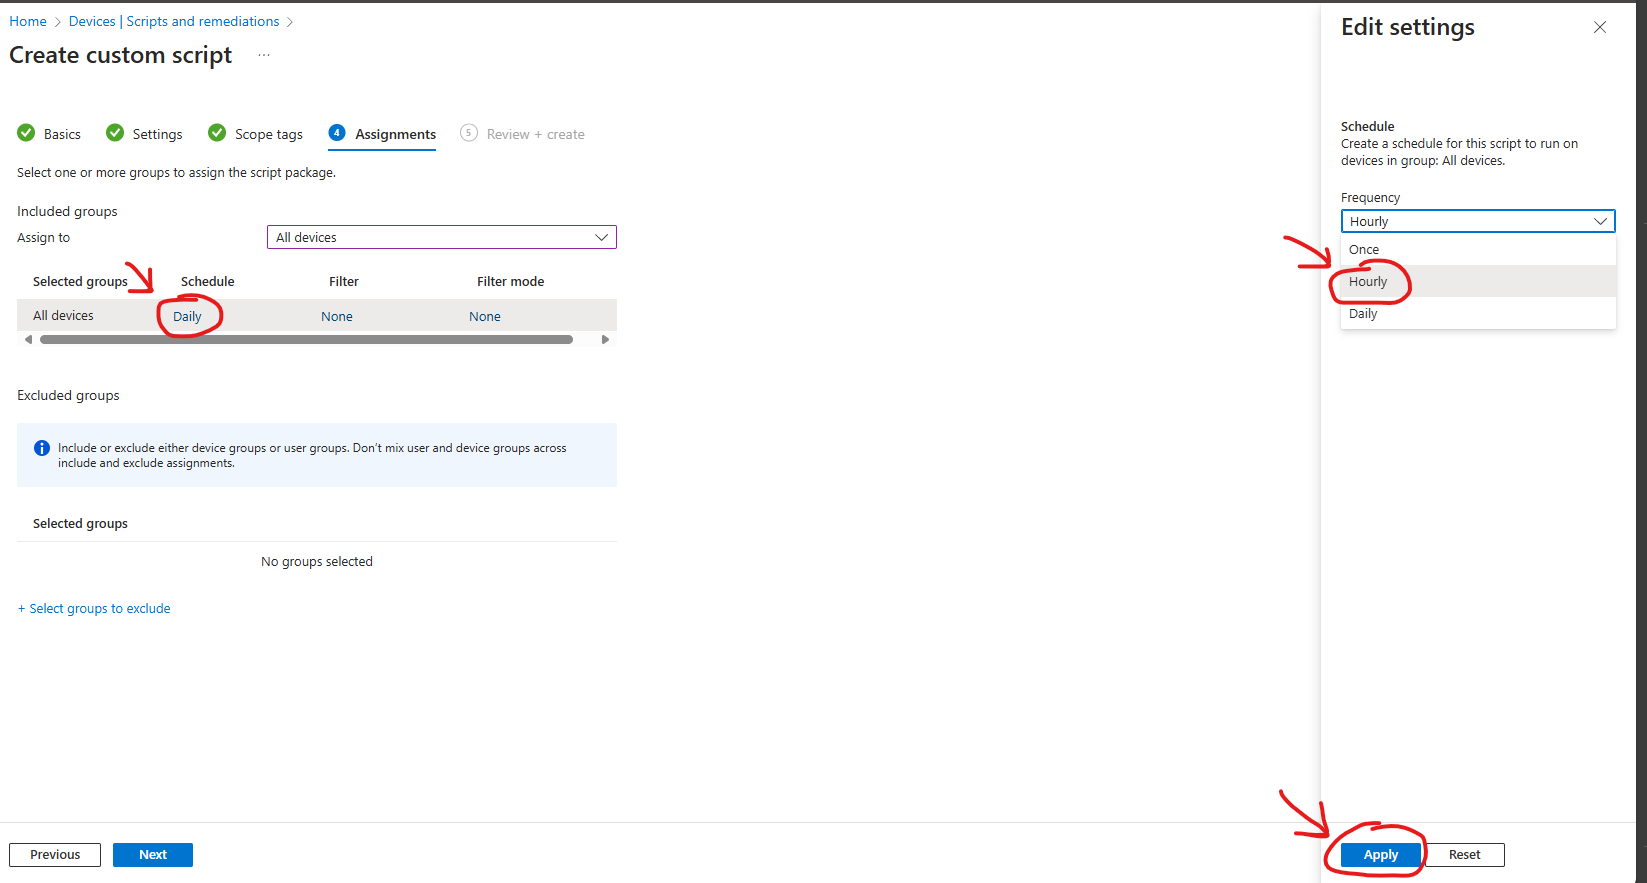 Home > Devices | Scripts and remediations >
Create custom script ...
Basics Settings Scope tags 4 Assignments 5 Review + create
Select one or more groups to assign the script package.
Included groups
Assign to All devices
Selected groups Schedule Filter Filter mode
All devices Daily None None
Excluded groups
Include or exclude either device groups or user groups. Don't mix user and device groups across
include and exclude assignments.
Selected groups
No groups selected
+ Select groups to exclude
Previous Next
Edit settings
Schedule
Create a schedule for this script to run on
devices in group: All devices.
Frequency
Hourly
Once
Hourly
Daily
Apply Reset